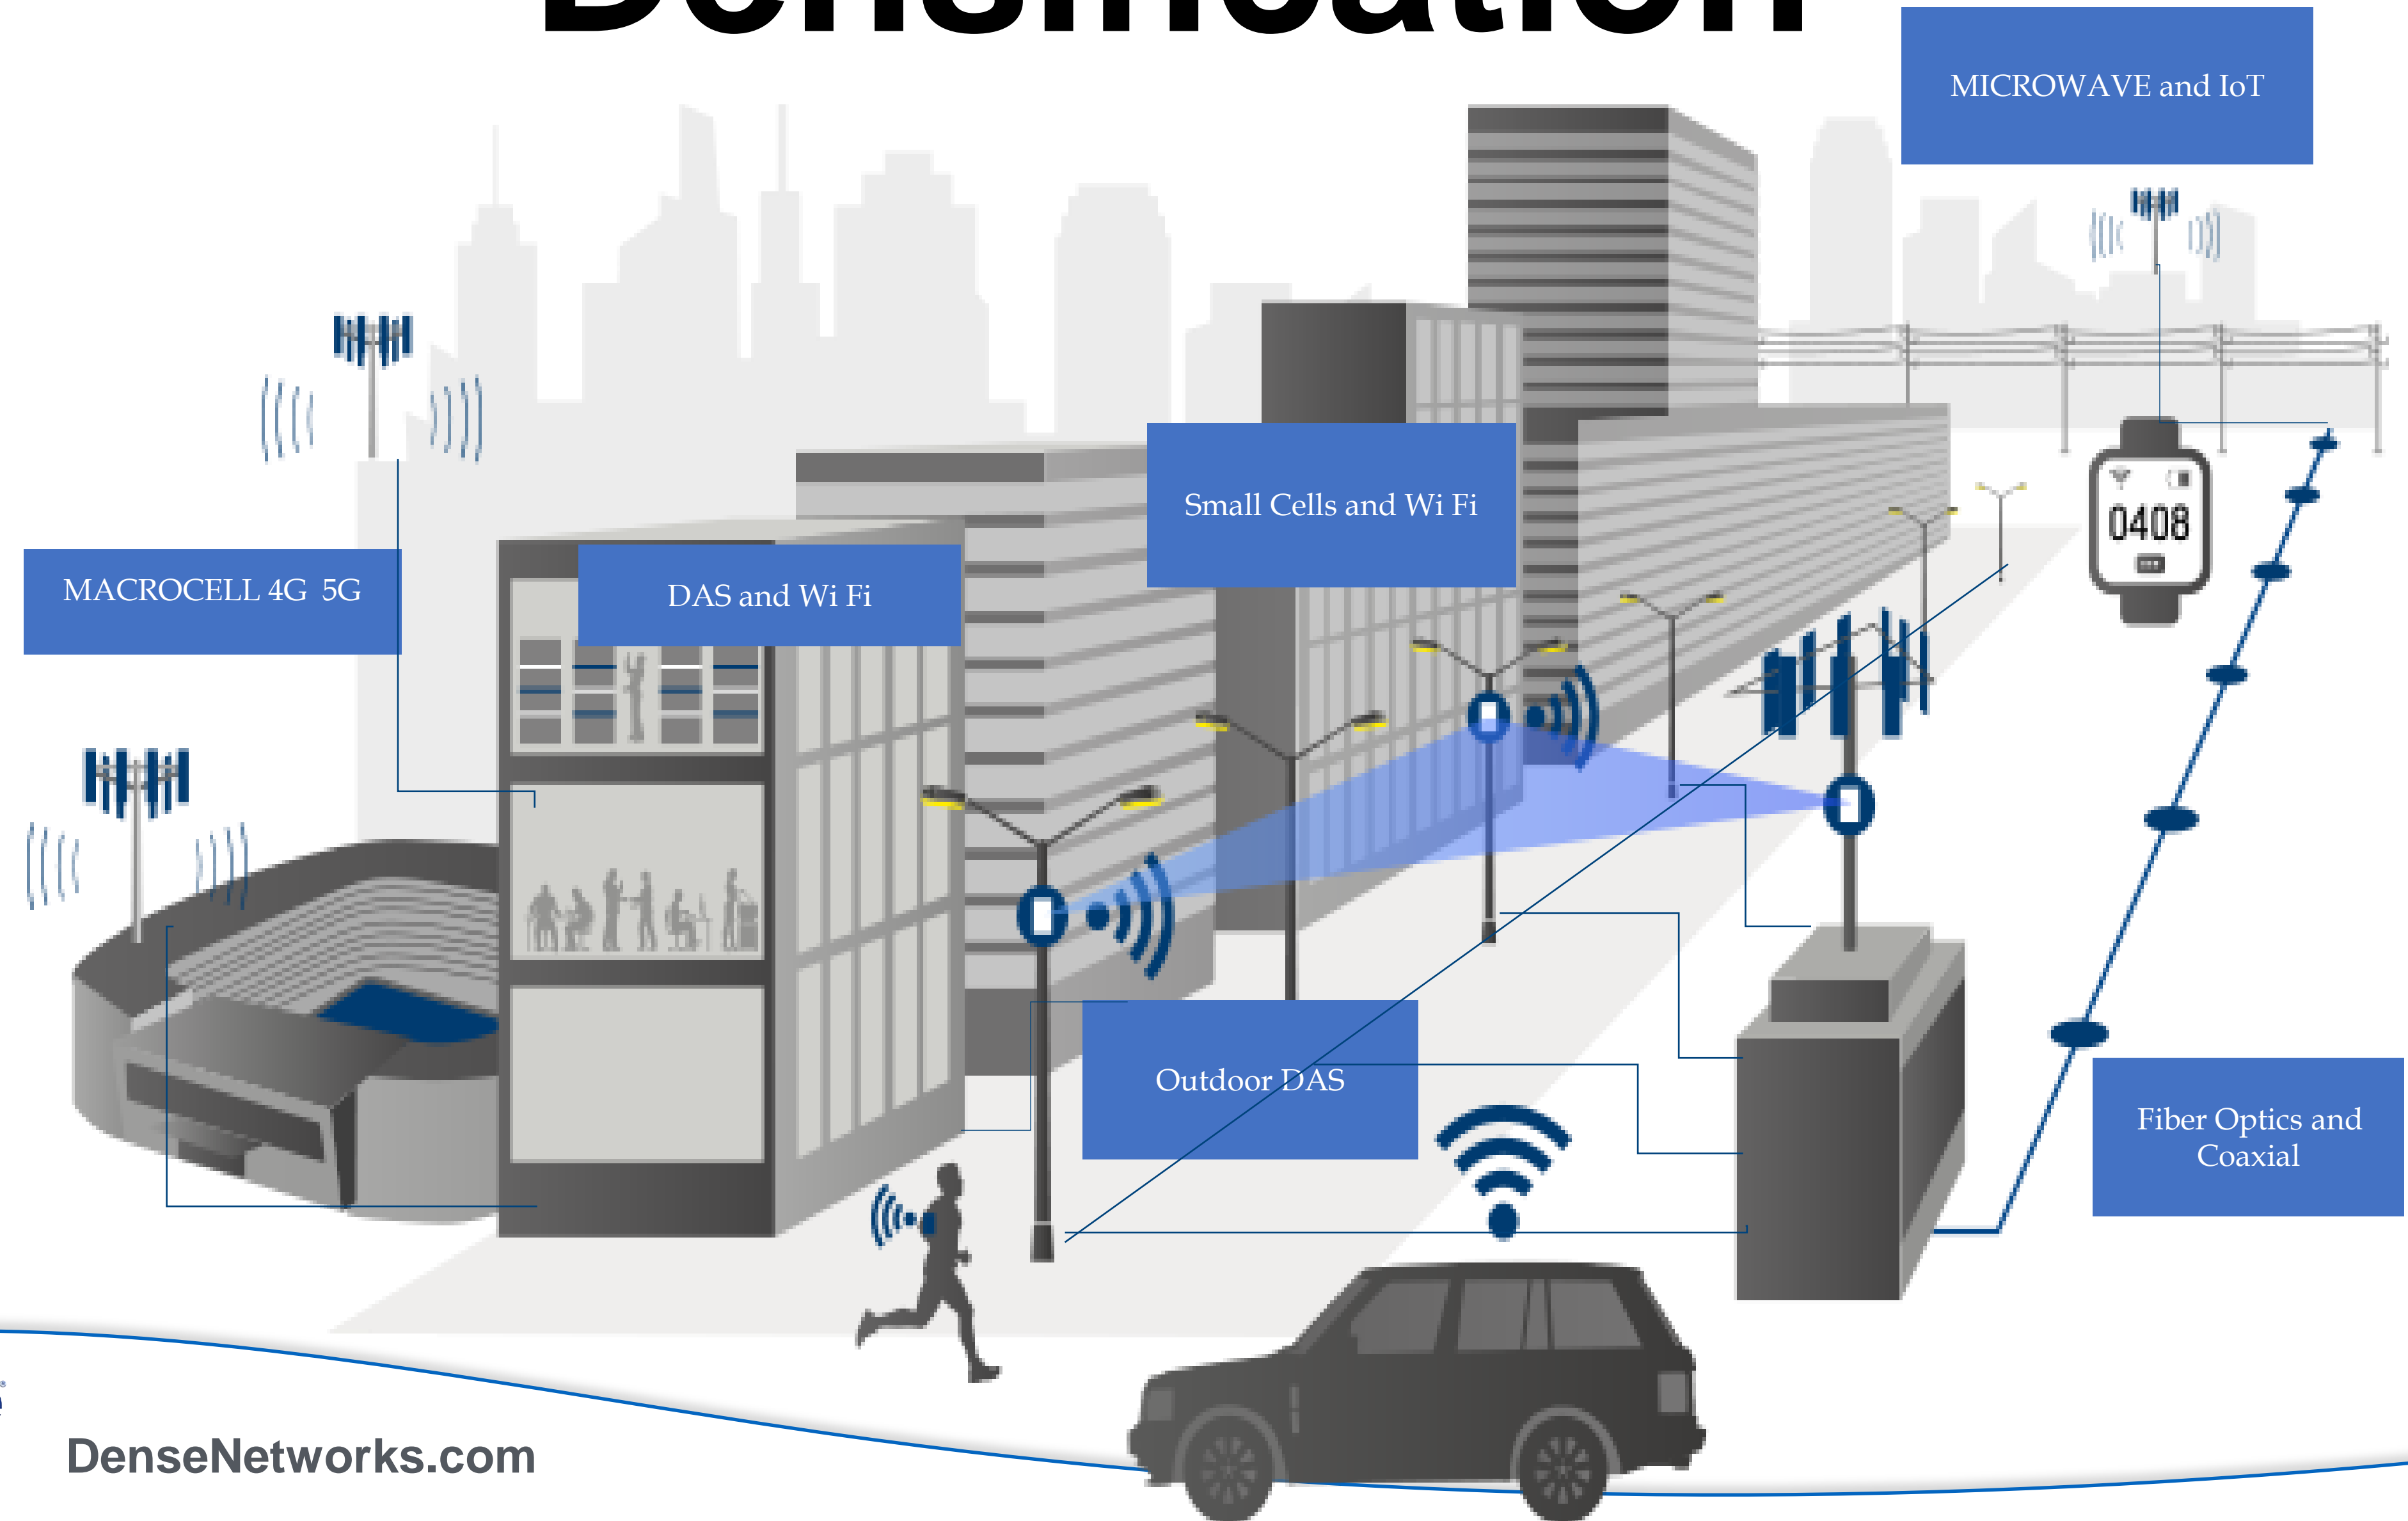 Densification
MICROWAVE and IoT
Small Cells and Wi Fi
MACROCELL 4G 5G
DAS and Wi Fi
0408
Outdoor DAS
Fiber Optics and
Coaxial
DenseNetworks.com